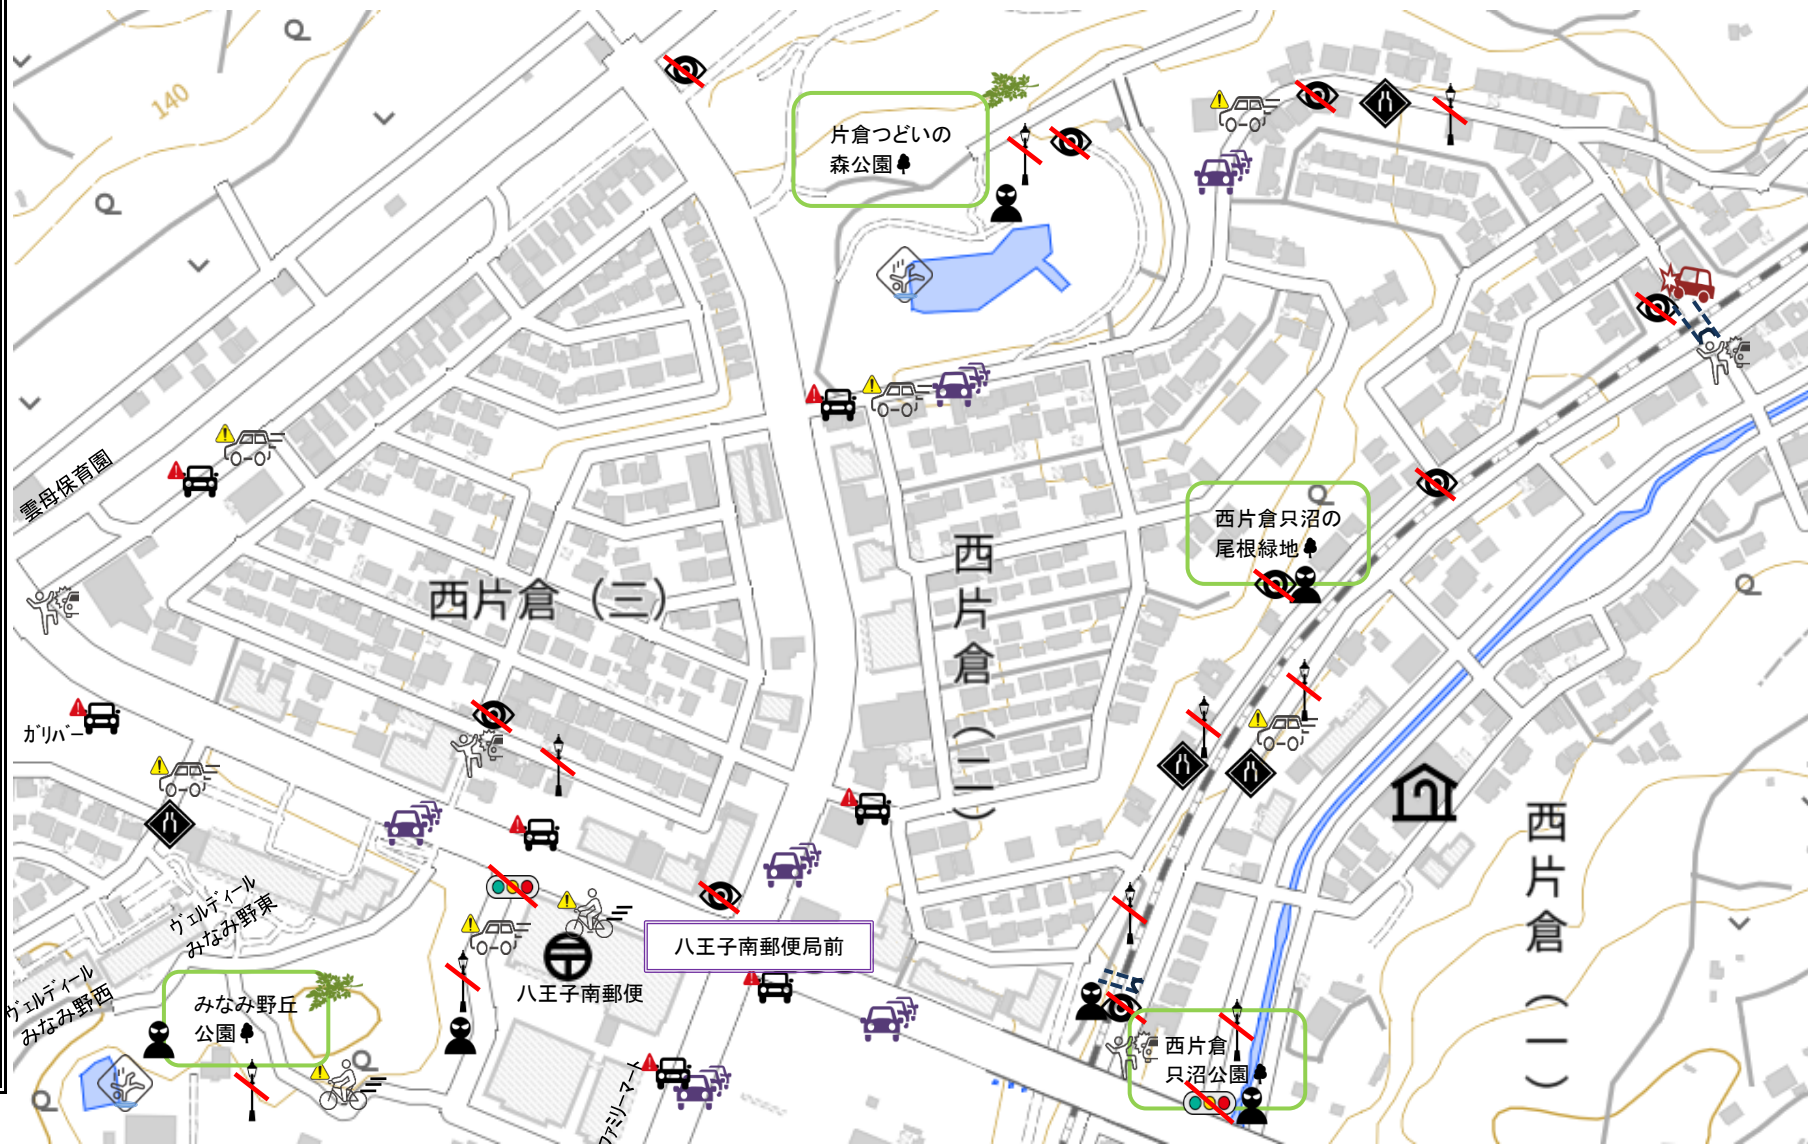 140
片倉つどいの
森公園
雲母保育園
西片倉只沼の
尾根緑地
西片倉（三）
西片倉（二）
ｶﾞﾘﾊﾞｰ
西片倉（一）
ヴェルディール
みなみ野東
八王子南郵便局前
八王子南郵便
ヴェルディール
みなみ野西
みなみ野丘
公園
西片倉
只沼公園
ファミリーマート